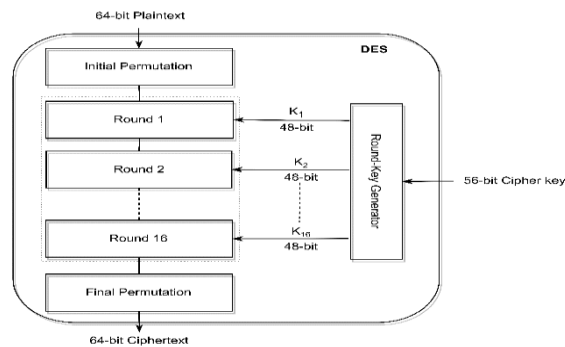 64-bit Plaintext
DES
Initial Permutation
Round 1
K1
48-bit
Round 2
K2
48-bit
Round-Key Generator
56-bit Cipher key
Round 16
K16
48-bit
Final Permutation
64-bit Ciphertext